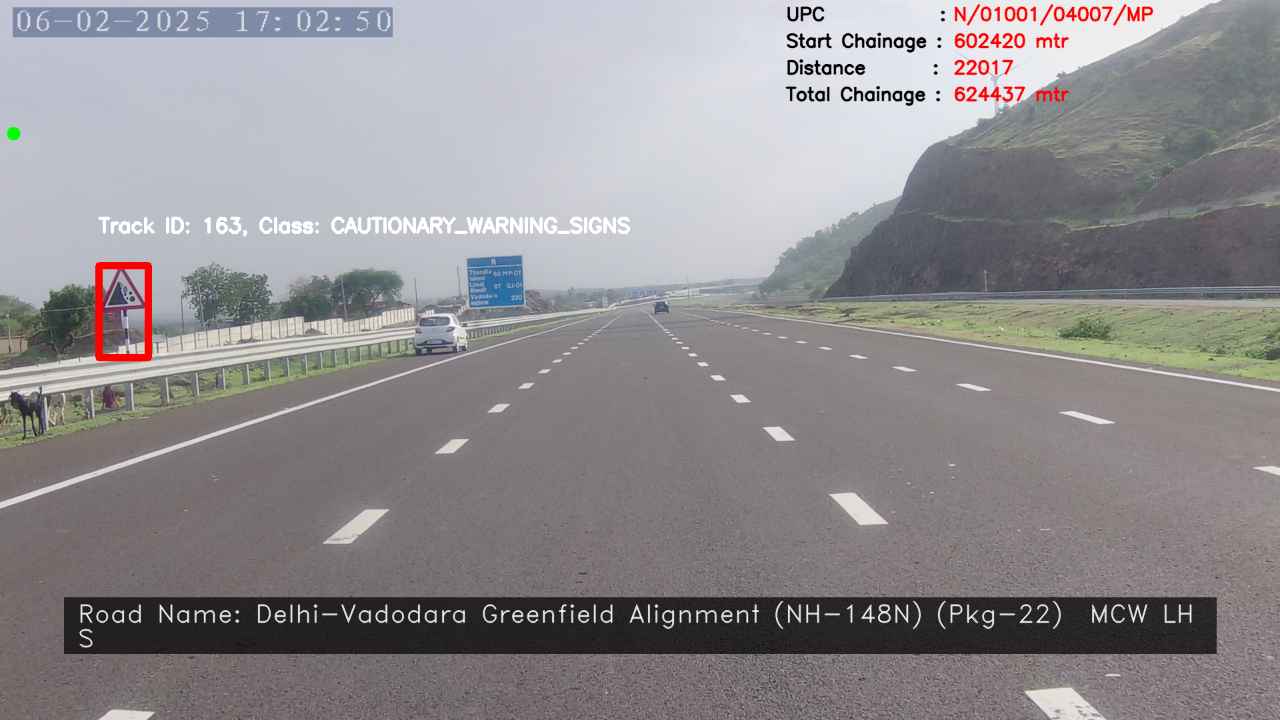 06-02-2025 17:02:50
UPC : N/01001/04007/MP
Start Chainage : 602420 mtr
Distance : 22017
Total Chainage : 624437 mtr
Track ID: 163, Class: CAUTIONARY_WARNING_SIGNS
Road Name: Delhi-Vadodara Greenfield Alignment (NH-148N) (Pkg-22) MCW LH
S